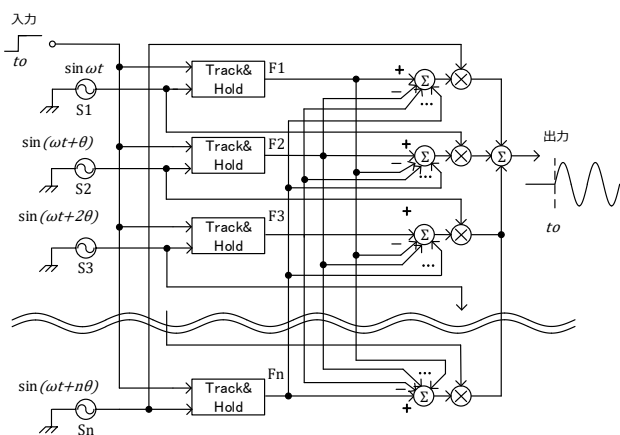 入力
to
sin ωt
S1
Track&
Hold
F1
+
−
Σ
...
sin(ωt+θ)
S2
Track&
Hold
F2
+
−
Σ
...
Σ
出力
to
sin(ωt+2θ)
S3
Track&
Hold
F3
+
−
Σ
...
sin(ωt+nθ)
Sn
Track&
Hold
Fn
...
−
+
Σ